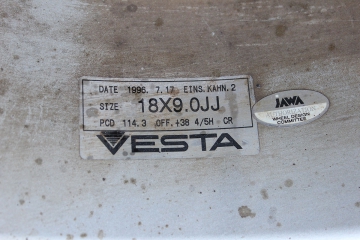 DATE 1996. 7.17 EINS.KAHN.2
SIZE 18X9.0JJ
PCD 114.3 OFF.+38 4/5H CR
VESTA
JAWA
WHEEL DESIGN
COMMITTEE